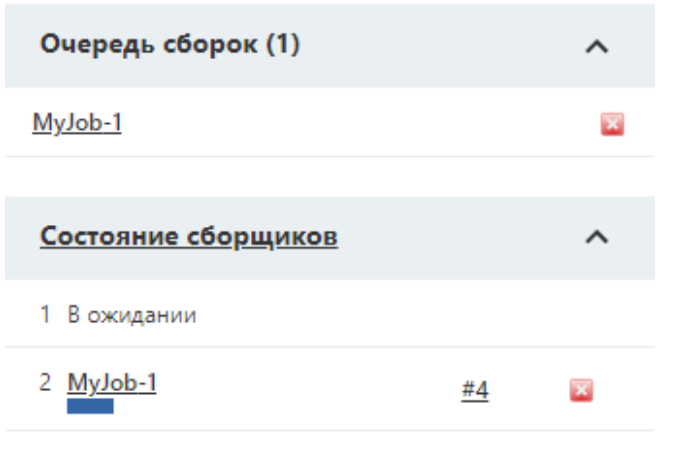 Очередь сборок (1)
MyJob-1
Состояние сборщиков
1 В ожидании
2 MyJob-1 #4